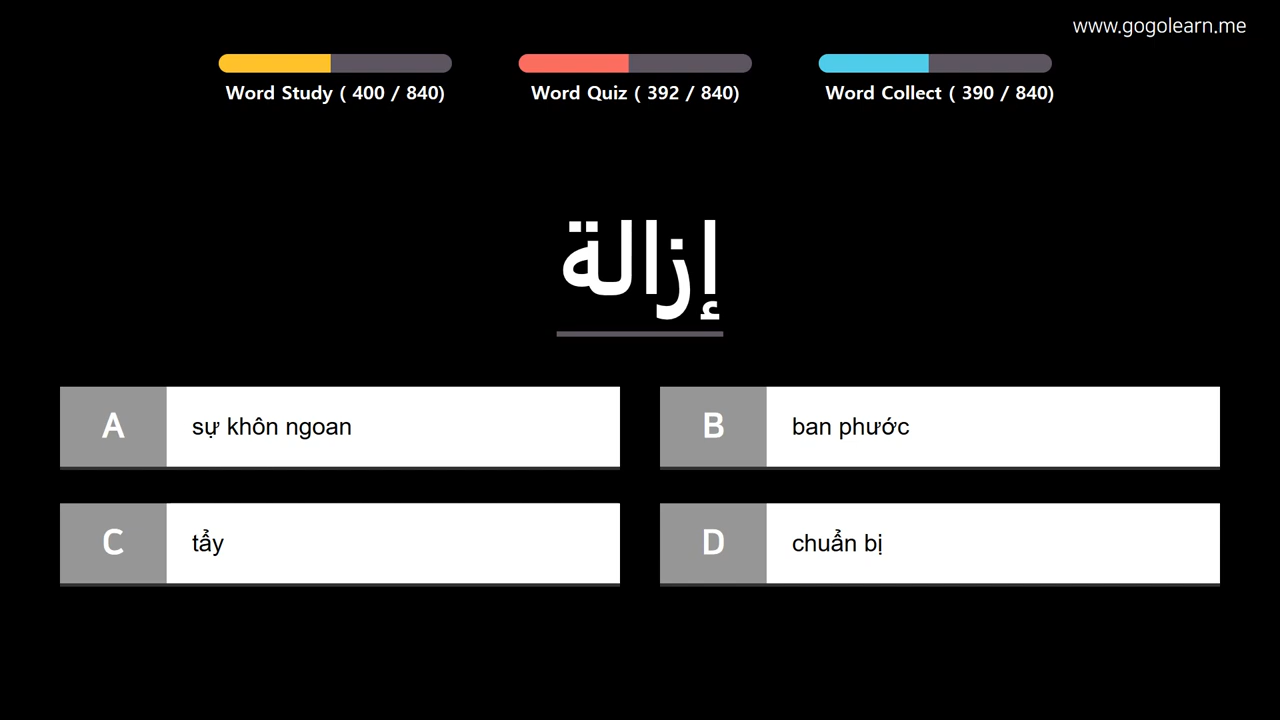 www.gogolearn.me
Word Study ( 400 / 840)
Word Quiz ( 392 / 840)
Word Collect ( 390 / 840)
إزالة
A sự khôn ngoan
B ban phước
C tẩy
D chuẩn bị